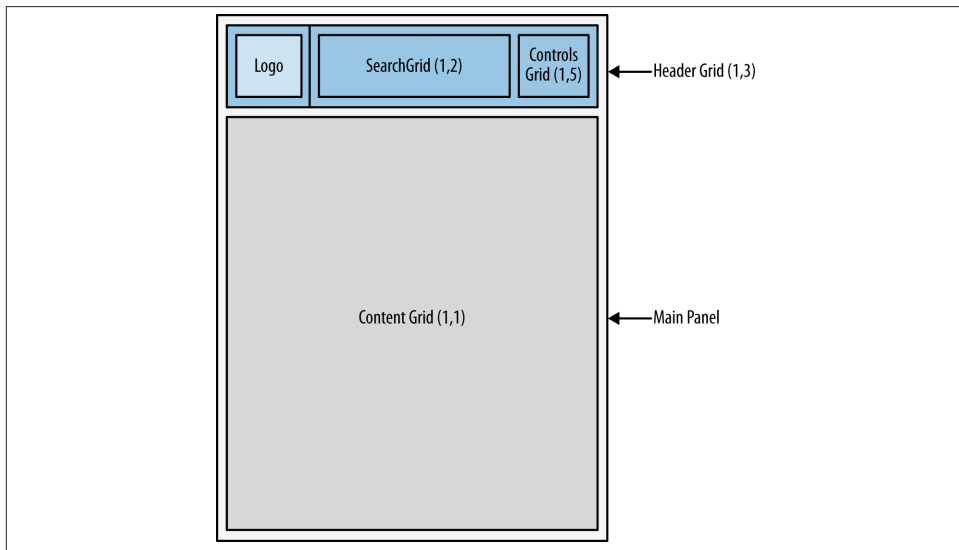 Logo
SearchGrid (1,2)
Controls
Grid (1,5)
Header Grid (1,3)
Content Grid (1,1)
Main Panel